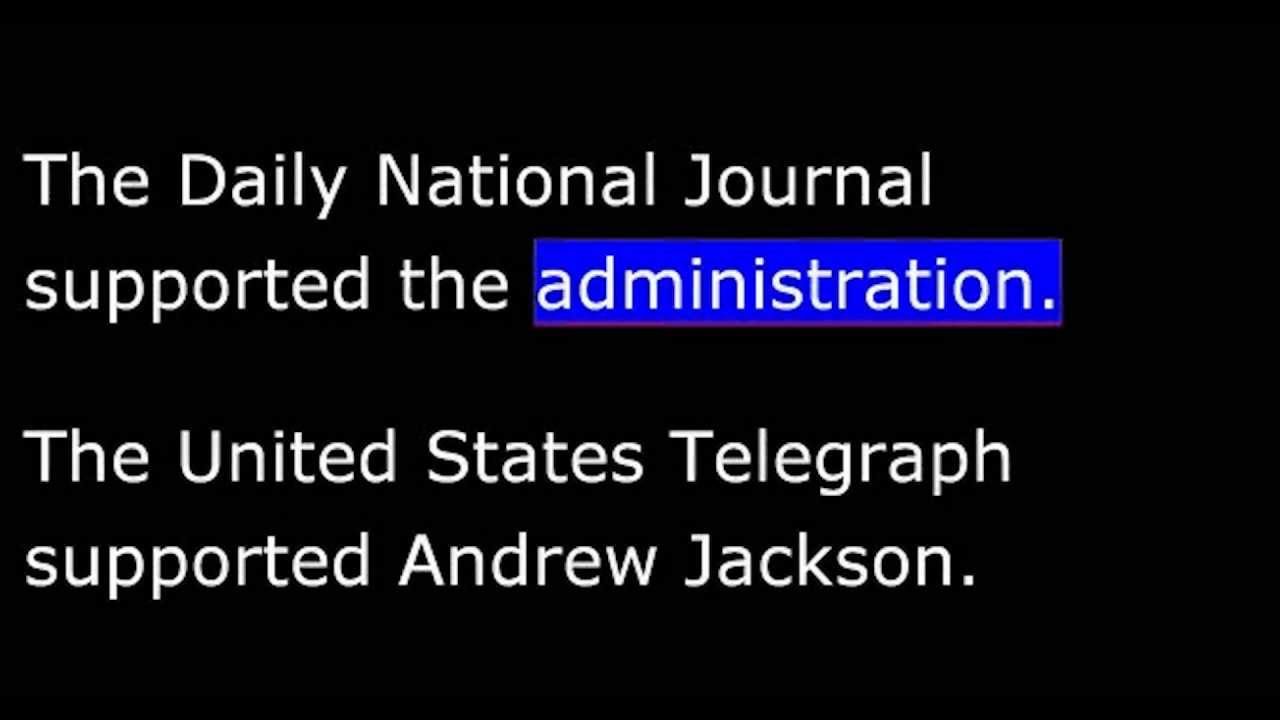 The Daily National Journal
supported the administration.
The United States Telegraph
supported Andrew Jackson.